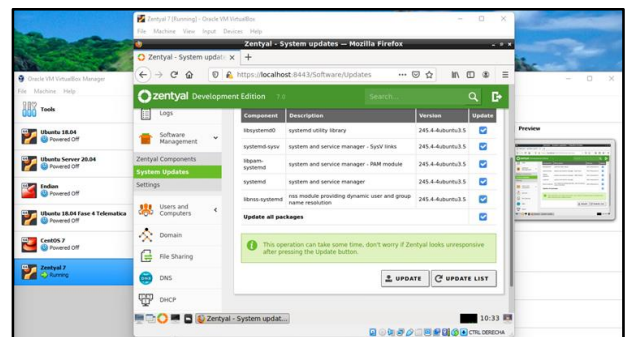 Zentyal 7 [Running] - Oracle VM VirtualBox
File Machine View Input Devices Help
Zentyal - System updates — Mozilla Firefox
Zentyal - System update
https://localhost:8443/Software/Updates
zentyal Development Edition 7.0
Search...
Oracle VM VirtualBox Manager
File Machine Help
Tools
Ubuntu 18.04
Powered Off
Ubuntu Server 20.04
Powered Off
Endian
Powered Off
Ubuntu 18.04 Fase 4 Telematica
Powered Off
CentOS 7
Powered Off
Zentyal 7
Running
Logs
Software Management
Zentyal Components
System Updates
Settings
Users and Computers
Domain
File Sharing
DNS
DHCP
Component Description Version Update
libsystemd0 systemd utility library 245.4-4ubuntu3.5
systemd-sysv system and service manager - SysV links 245.4-4ubuntu3.5
libpam-systemd system and service manager - PAM module 245.4-4ubuntu3.5
systemd system and service manager 245.4-4ubuntu3.5
libnss-systemd nss module providing dynamic user and group name resolution 245.4-4ubuntu3.5
Update all packages
This operation can take some time, don't worry if Zentyal looks unresponsive after pressing the Update button.
UPDATE
UPDATE LIST
Preview
Zentyal - System updat...
10:33
CTRL DERECHA